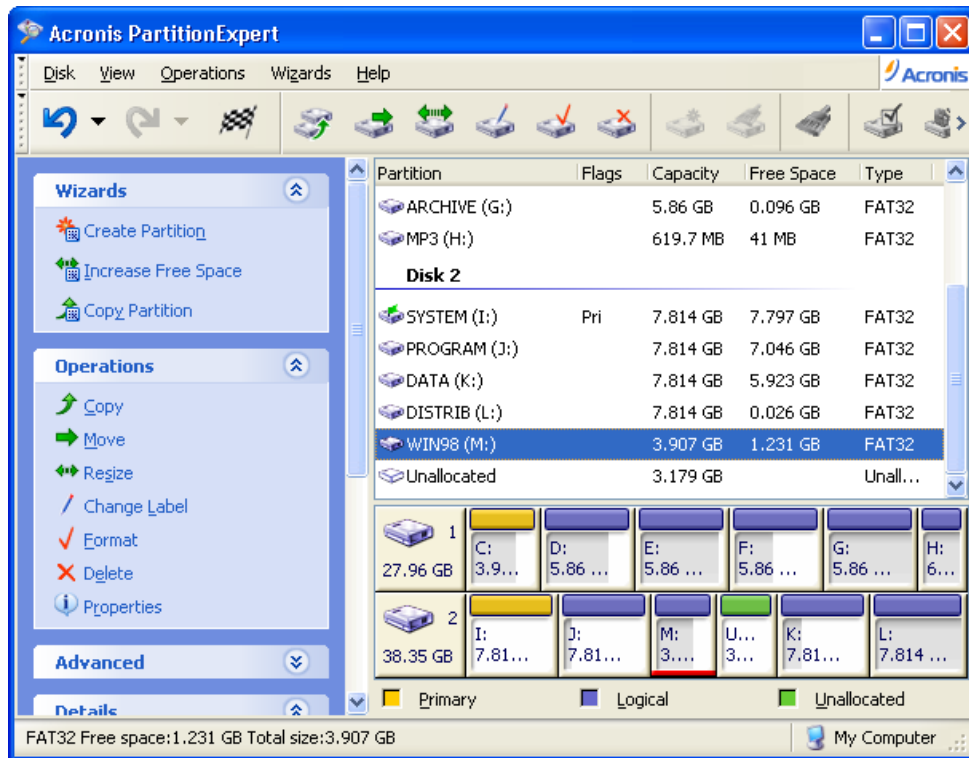 Acronis PartitionExpert
Disk View Operations Wizards Help
Acronis
Wizards
Create Partition
Increase Free Space
Copy Partition
Operations
Copy
Move
Resize
Change Label
Format
Delete
Properties
Advanced
Details
Partition Flags Capacity Free Space Type
ARCHIVE (G:) 5.86 GB 0.096 GB FAT32
MP3 (H:) 619.7 MB 41 MB FAT32
Disk 2
SYSTEM (I:) Pri 7.814 GB 7.797 GB FAT32
PROGRAM (J:) 7.814 GB 7.046 GB FAT32
DATA (K:) 7.814 GB 5.923 GB FAT32
DISTRIB (L:) 7.814 GB 0.026 GB FAT32
WIN98 (M:) 3.907 GB 1.231 GB FAT32
Unallocated 3.179 GB Unall...
1 C: D: E: F: G: H:
27.96 GB 3.9... 5.86 ... 5.86 ... 5.86 ... 5.86 ... 6...
2 I: J: M: U... K: L:
38.35 GB 7.81... 7.81... 3.... 3... 7.81... 7.814 ...
Primary Logical Unallocated
FAT32 Free space:1.231 GB Total size:3.907 GB My Computer